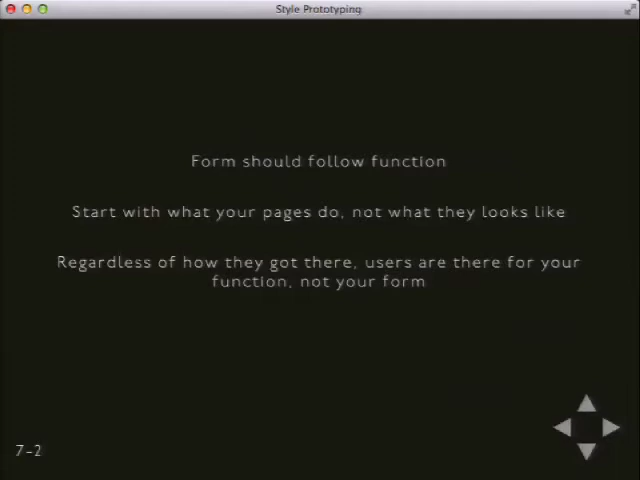 Style Prototyping
Form should follow function
Start with what your pages do, not what they looks like
Regardless of how they got there, users are there for your
function, not your form
7-2